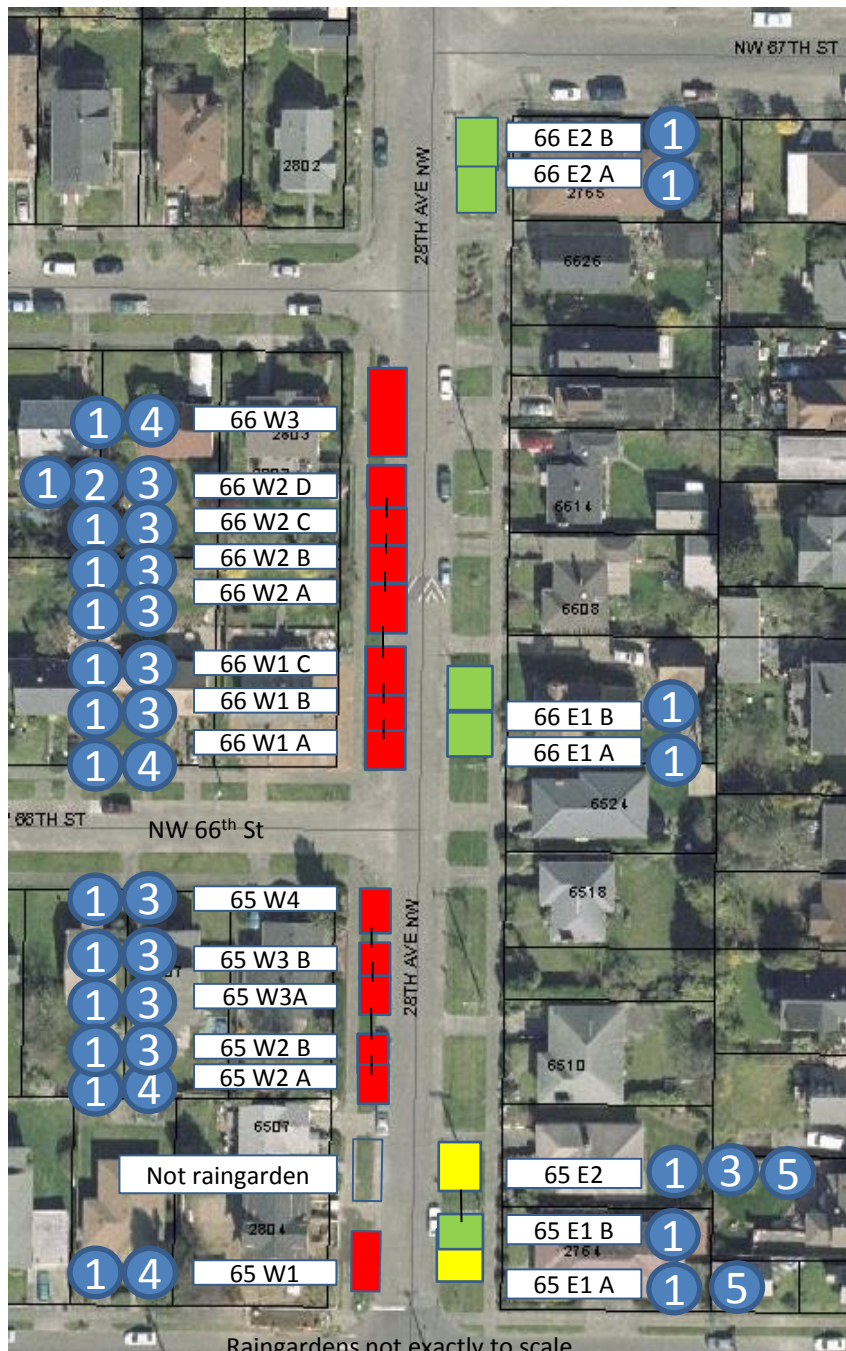 NW 67TH ST
66 E2 B 1
66 E2 A 1
2802
2765
28TH AVE NW
6626
1 4 66 W3
2803
1 2 3 66 W2 D
1 3 66 W2 C
6614
1 3 66 W2 B
1 3 66 W2 A
6608
1 3 66 W1 C
1 3 66 W1 B
66 E1 B 1
1 4 66 W1 A
66 E1 A 1
6524
66TH ST
NW 66th St
1 3 65 W4
6518
28TH AVE NW
1 3 65 W3 B
1 3 65 W3A
1 3 65 W2 B
6510
1 4 65 W2 A
6507
Not raingarden
65 E2 1 3 5
2804
65 E1 B 1
2764
1 4 65 W1
65 E1 A 1 5
Raingardens not exactly to scale